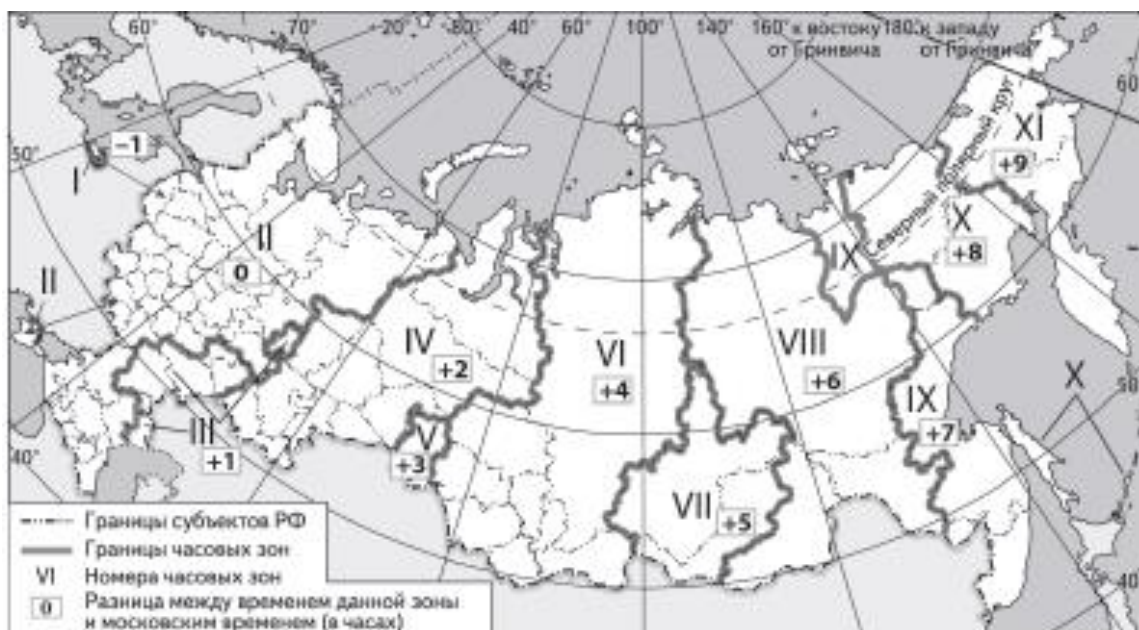 60°
70°
20°
80°
40°
60°
100°
140°
160° к востоку
от Гринвича
180° к западу
от Гринвича
60°
50°
40°
50°
40°
Северный полярный круг
I
-1
II
0
II
III
+1
IV
+2
V
+3
VI
+4
VII
+5
VIII
+6
IX
IX
+7
X
+8
X
XI
+9
Границы субъектов РФ
Границы часовых зон
VI Номера часовых зон
0 Разница между временем данной зоны
и московским временем (в часах)